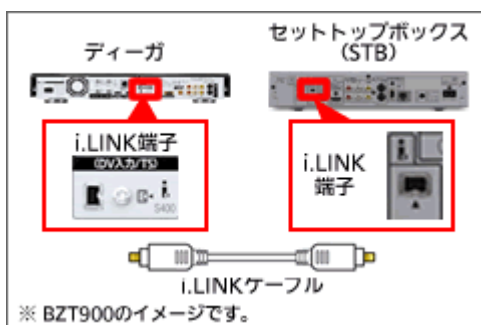 ディーガ
セットトップボックス
(STB)
i.LINK端子
(DV入力/TS)
S400
i.LINK
端子
i.LINKケーブル
※ BZT900のイメージです。